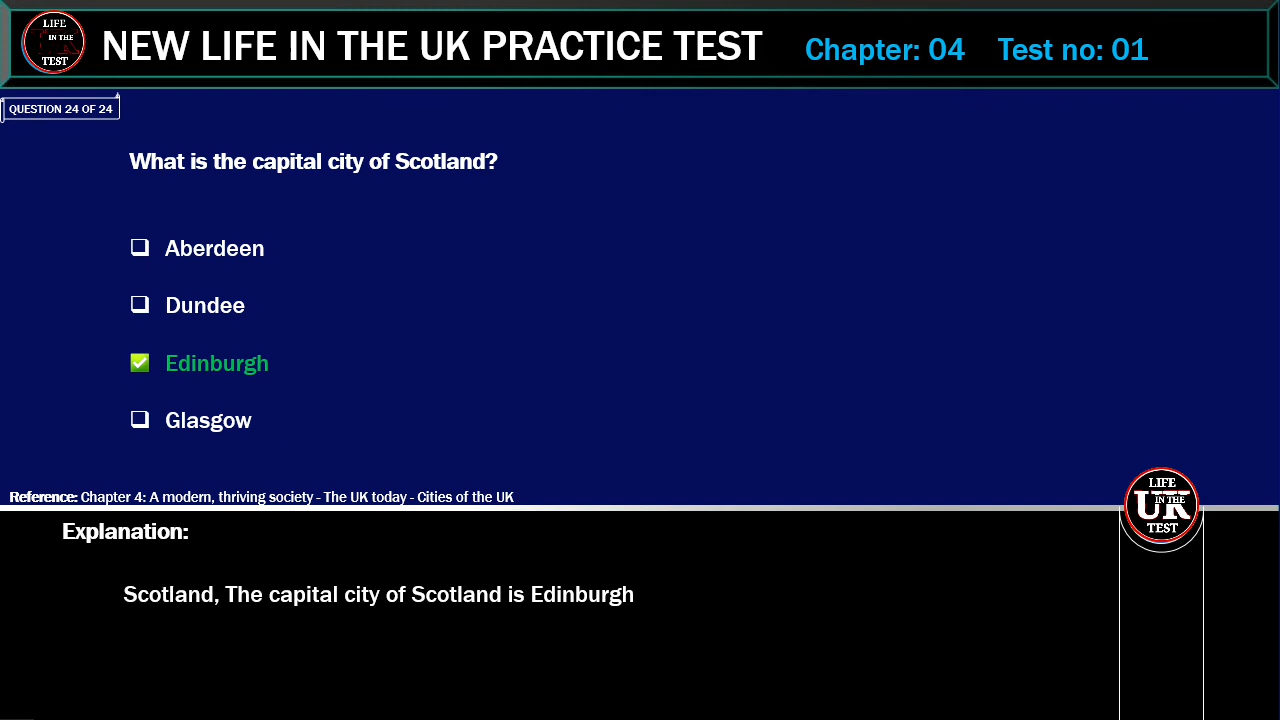 LIFE
IN THE
UK
TEST
NEW LIFE IN THE UK PRACTICE TEST
Chapter: 04
Test no: 01
QUESTION 24 OF 24
What is the capital city of Scotland?
Aberdeen
Dundee
Edinburgh
Glasgow
Reference: Chapter 4: A modern, thriving society - The UK today - Cities of the UK
LIFE
UK
IN THE
TEST
Explanation:
Scotland, The capital city of Scotland is Edinburgh